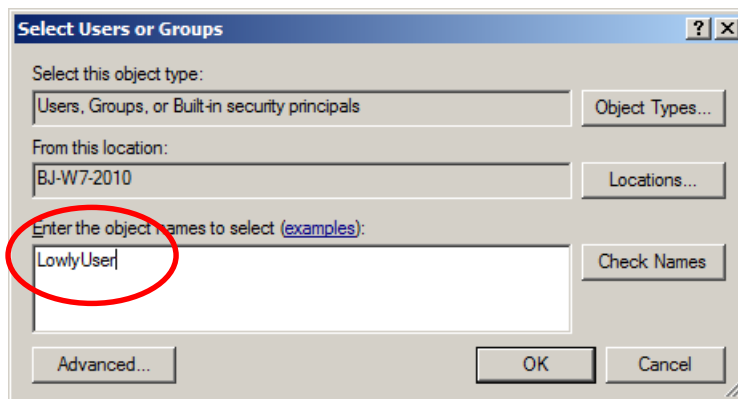 Select Users or Groups
Select this object type:
Users, Groups, or Built-in security principals
Object Types...
From this location:
BJ-W7-2010
Locations...
Enter the object names to select (examples):
LowlyUser
Check Names
Advanced...
OK
Cancel